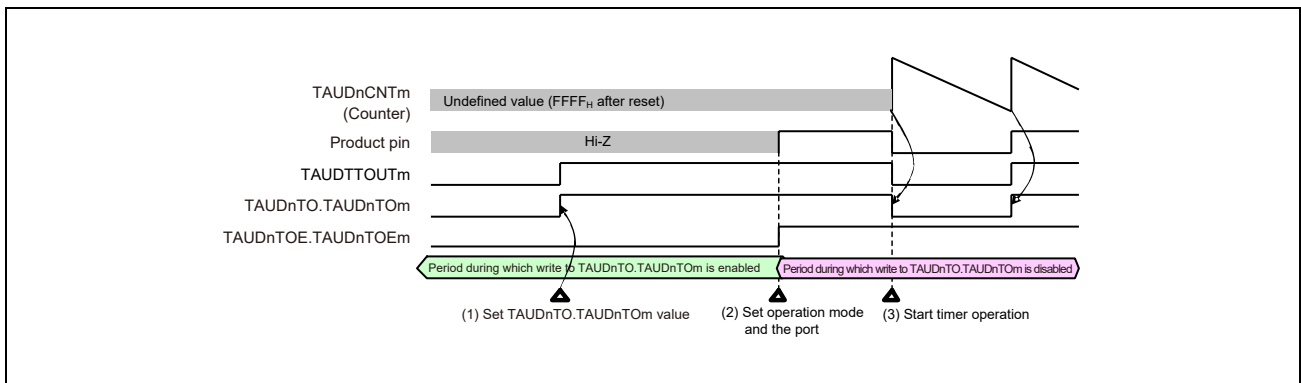 TAUDnCNTm
(Counter)
Undefined value (FFFFH after reset)
Product pin
Hi-Z
TAUDTTOUTm
TAUDnTO.TAUDnTOm
TAUDnTOE.TAUDnTOEm
Period during which write to TAUDnTO.TAUDnTOm is enabled
Period during which write to TAUDnTO.TAUDnTOm is disabled
(1) Set TAUDnTO.TAUDnTOm value
(2) Set operation mode
and the port
(3) Start timer operation